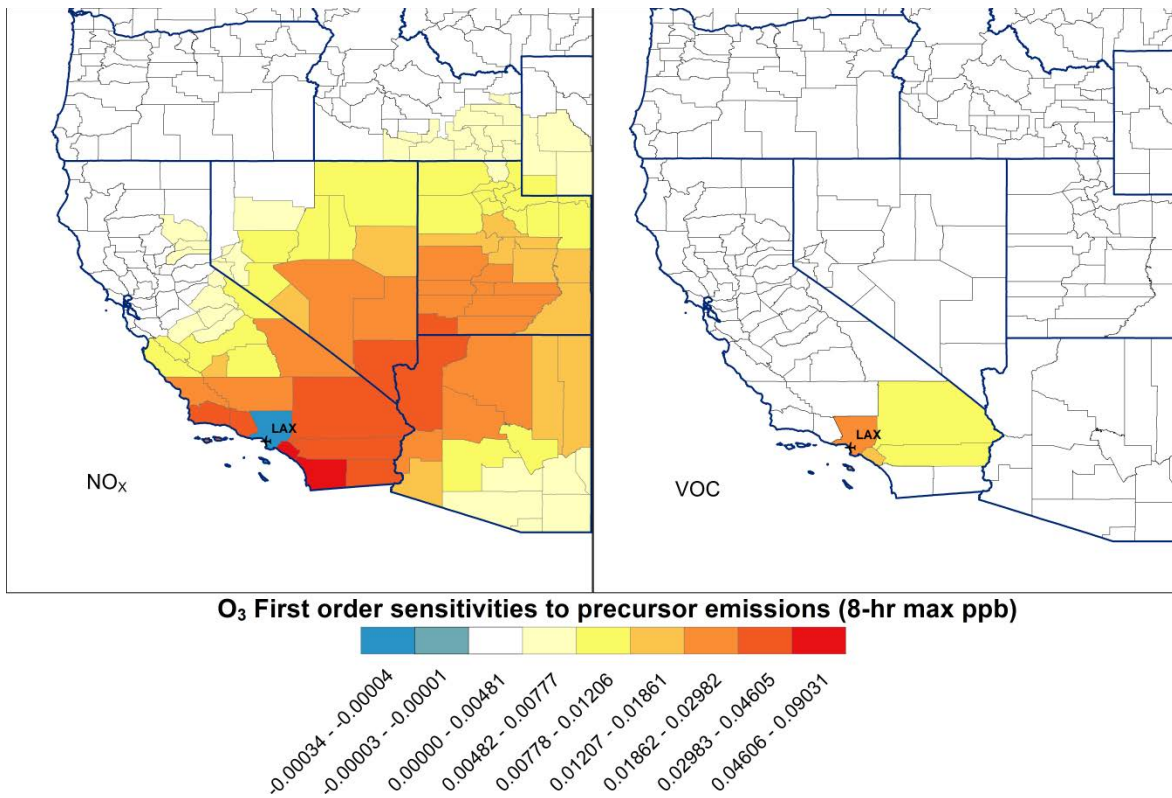 LAX
NOx
LAX
VOC
O3 First order sensitivities to precursor emissions (8-hr max ppb)
-0.00034 - -0.00004
-0.00003 - -0.00001
0.00000 - 0.00481
0.00482 - 0.00777
0.00778 - 0.01206
0.01207 - 0.01861
0.01862 - 0.02982
0.02983 - 0.04605
0.04606 - 0.09031